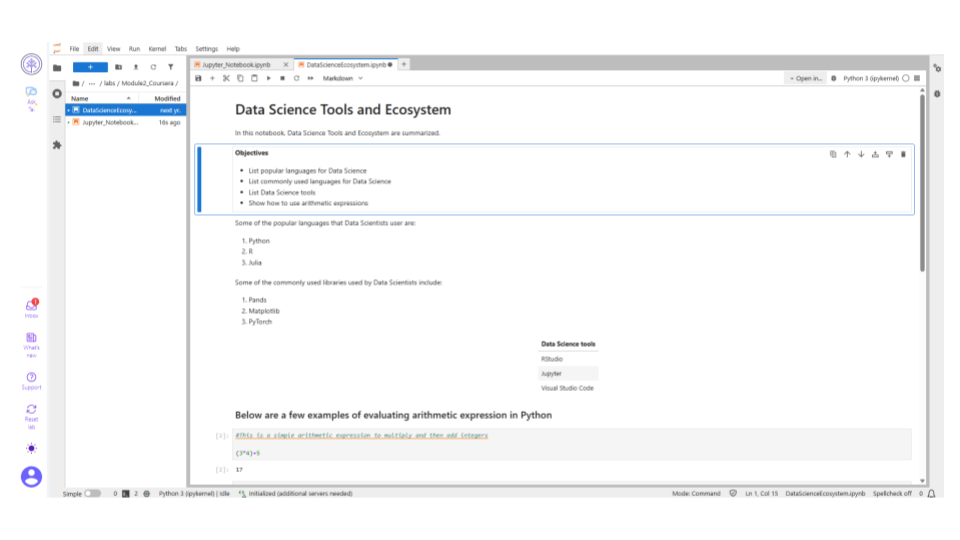 File Edit View Run Kernel Tabs Settings Help
Jupyter_Notebook.ipynb × DataScienceEcosystem.ipynb +
Markdown Open in... Python 3 (ipykernel)
/ ··· / labs / Module2_Coursera /
Name Modified
DataScienceEcosy... next yr.
Jupyter_Notebook... 16s ago
Data Science Tools and Ecosystem
In this notebook, Data Science Tools and Ecosystem are summarized.
Objectives
• List popular languages for Data Science
• List commonly used languages for Data Science
• List Data Science tools
• Show how to use arithmetic expressions
Some of the popular languages that Data Scientists user are:
1. Python
2. R
3. Julia
Some of the commonly used libraries used by Data Scientists include:
1. Pands
2. Matplotlib
3. PyTorch
Data Science tools
RStudio
Jupyter
Visual Studio Code
Below are a few examples of evaluating arithmetic expression in Python
#This is a simple arithmetic expression to multiply and then add integers
(3*4)+5
17
1
Inbox
What's
new
Support
Reset
lab
Simple 0 2 Python 3 (ipykernel) | Idle Initialized (additional servers needed) Mode: Command Ln 1, Col 15 DataScienceEcosystem.ipynb Spellcheck off 0